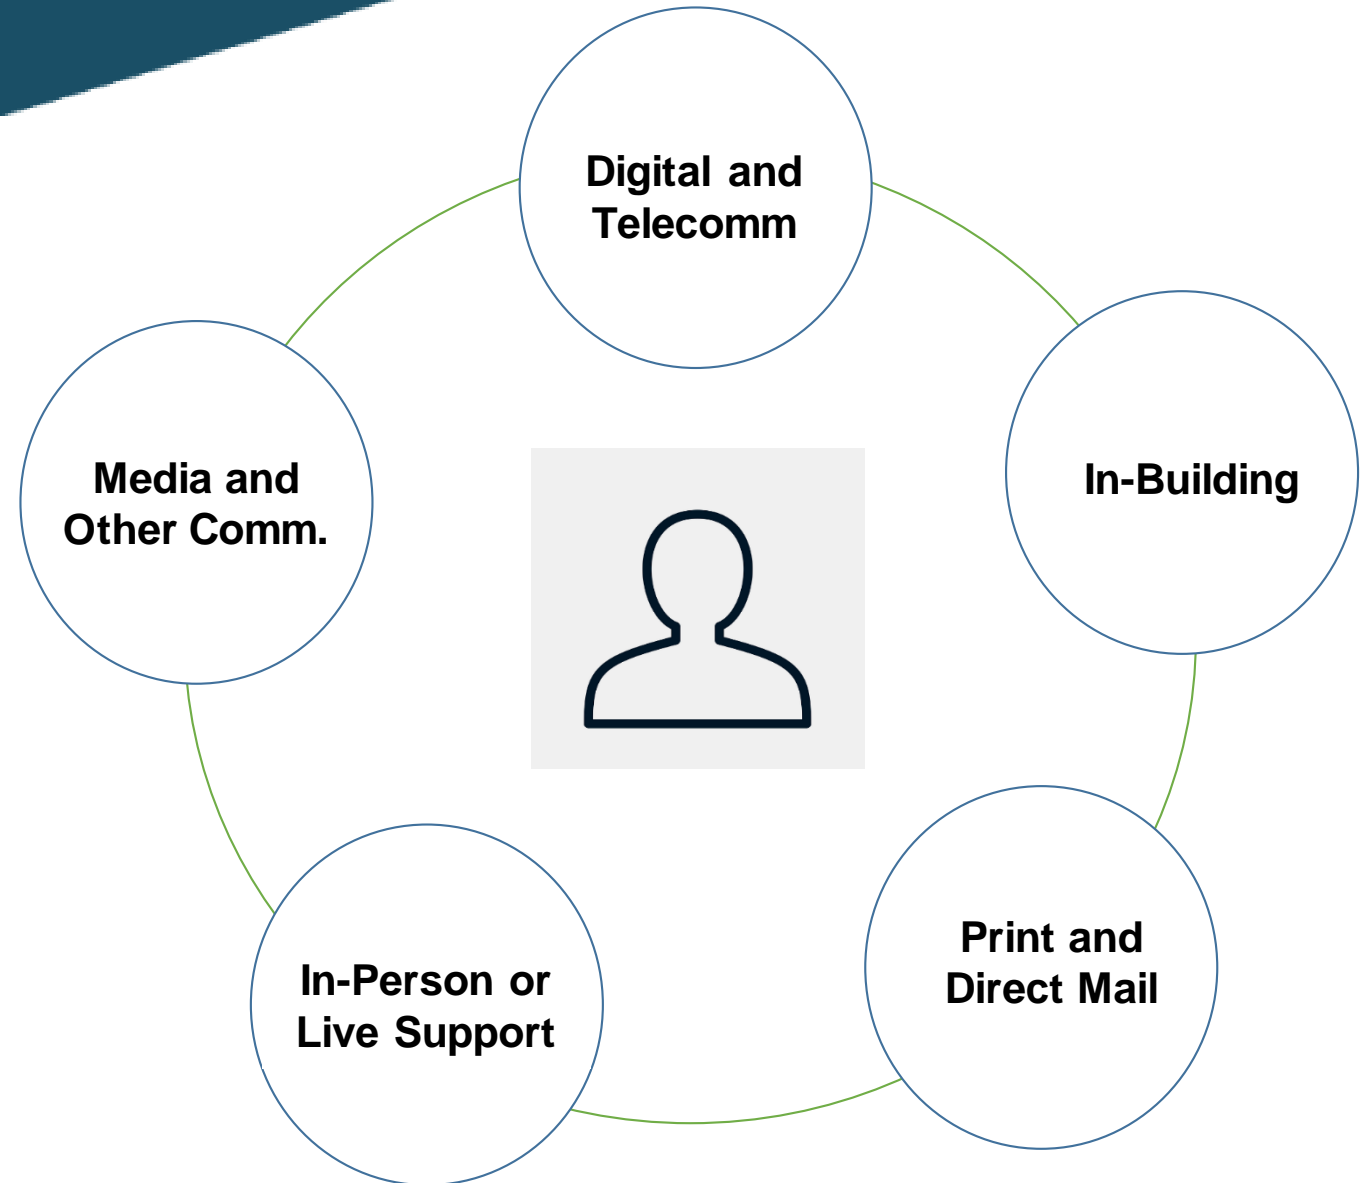 Digital and
Telecomm
In-Building
Print and
Direct Mail
In-Person or
Live Support
Media and
Other Comm.